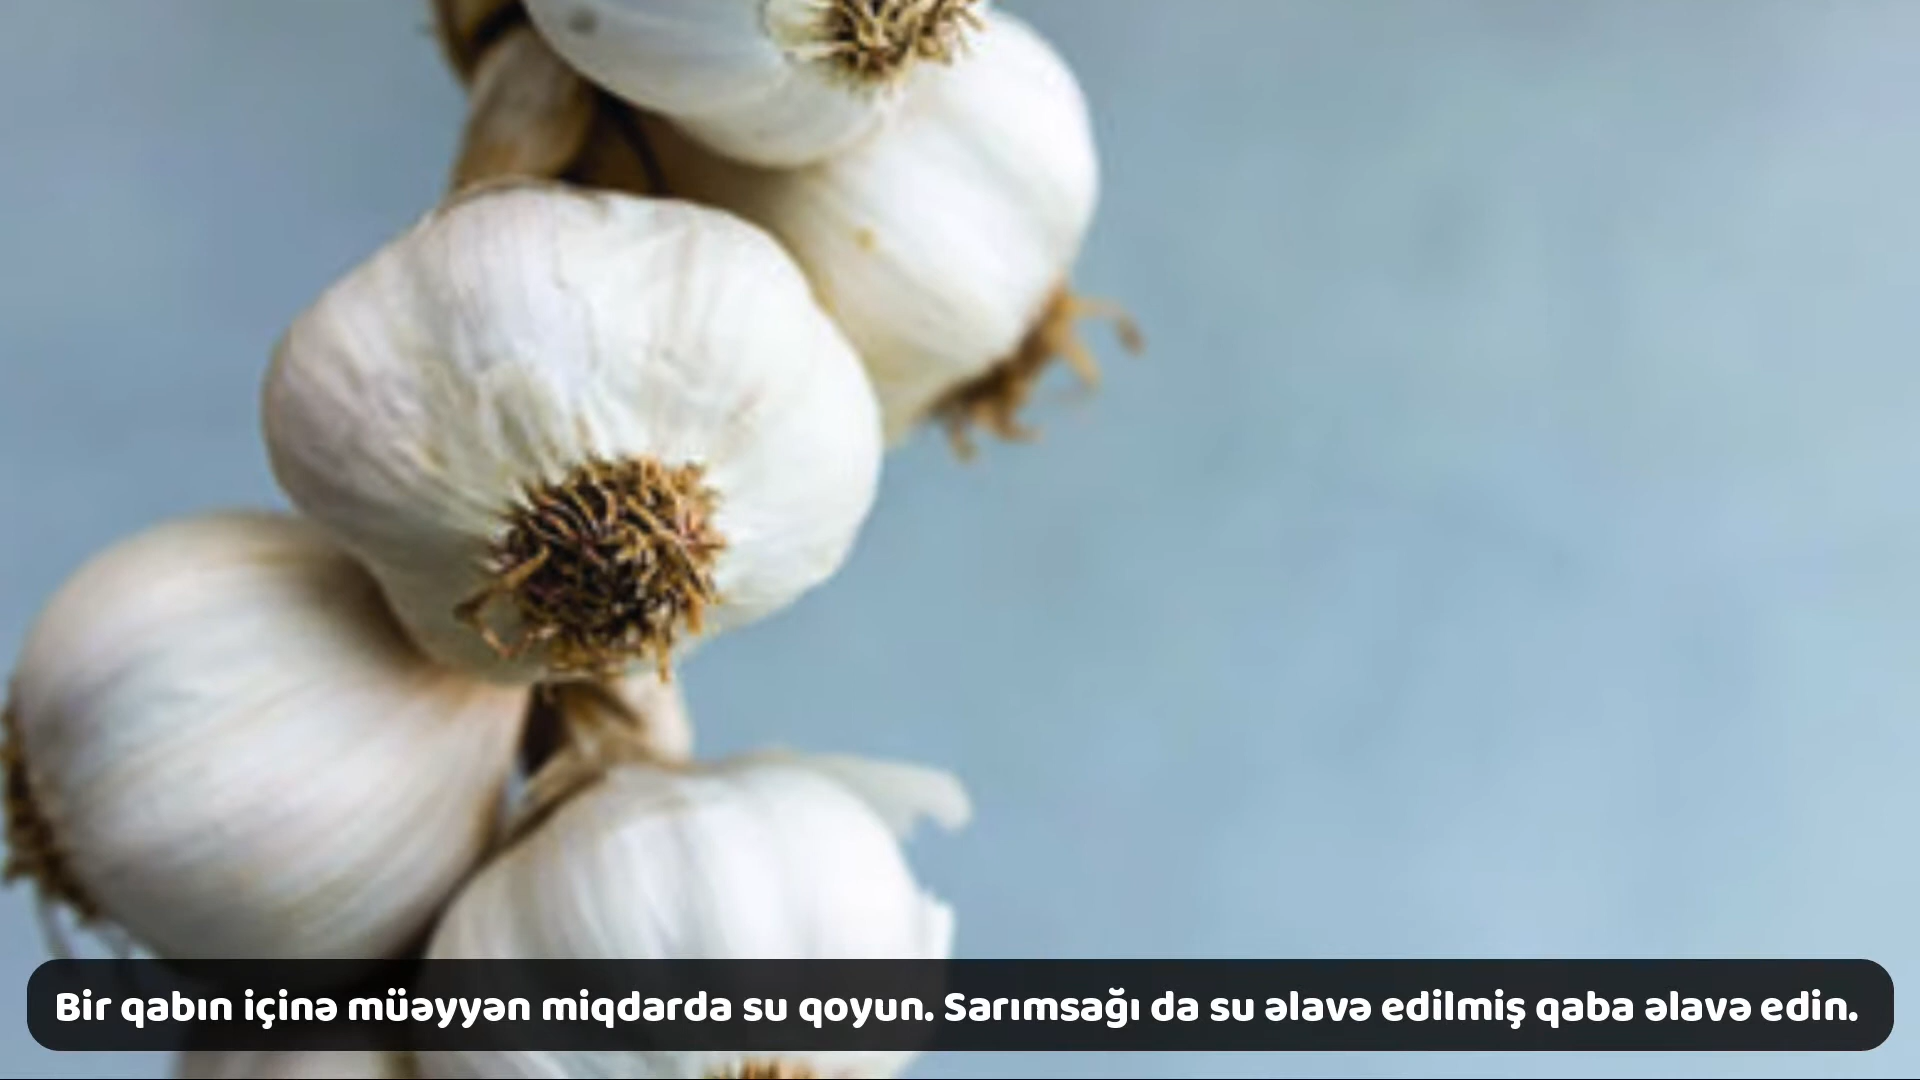 Bir qabın içinə müəyyən miqdarda su qoyun. Sarımsağı da su əlavə edilmiş qaba əlavə edin.